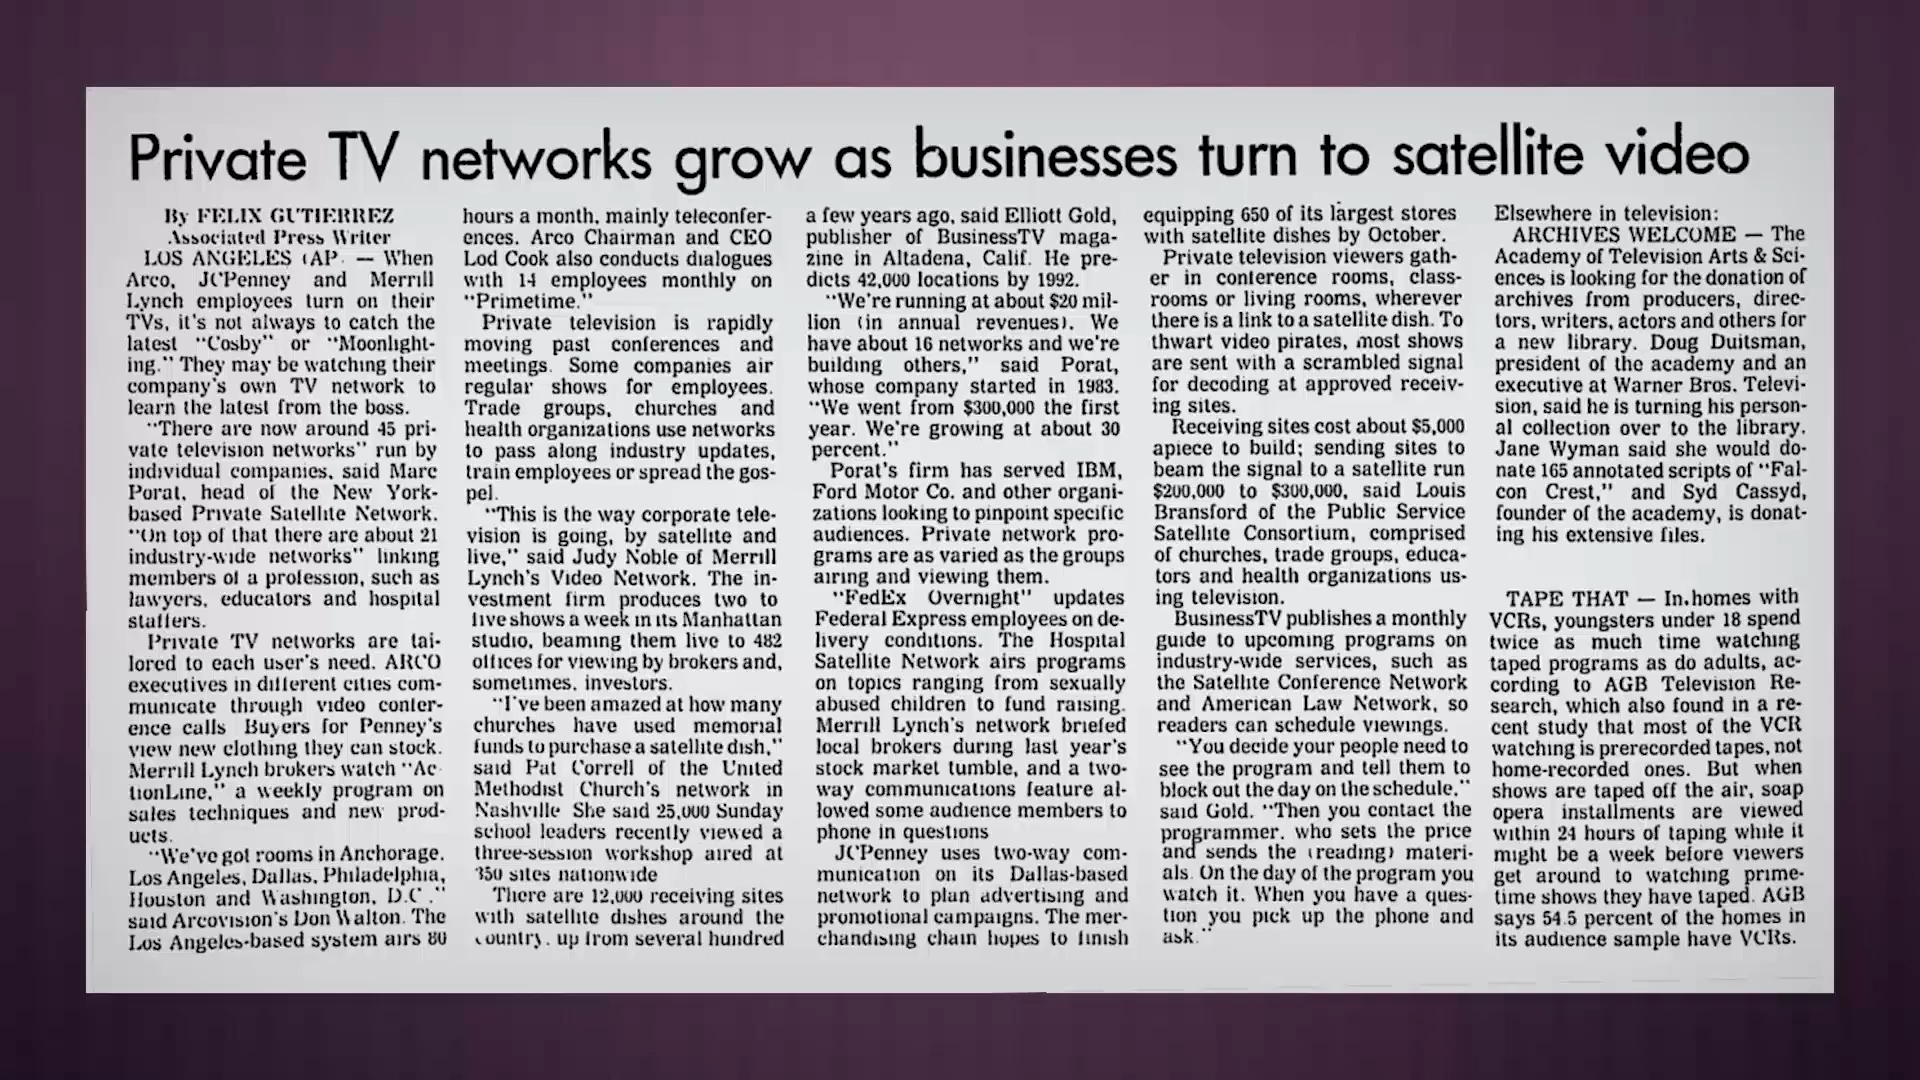 Private TV networks grow as businesses turn to satellite video
By FELIX GUTIERREZ
Associated Press Writer
LOS ANGELES (AP — When
Arco, JCPenney and Merrill
Lynch employees turn on their
TVs, it's not always to catch the
latest "Cosby" or "Moonlight-
ing." They may be watching their
company's own TV network to
learn the latest from the boss.
"There are now around 45 pri-
vate television networks" run by
individual companies, said Marc
Porat, head of the New York-
based Private Satellite Network.
"On top of that there are about 21
industry-wide networks" linking
members of a profession, such as
lawyers, educators and hospital
staffers.
Private TV networks are tai-
lored to each user's need. ARCO
executives in different cities com-
municate through video confer-
ence calls Buyers for Penney's
view new clothing they can stock.
Merrill Lynch brokers watch "Ac-
tionLine," a weekly program on
sales techniques and new prod-
ucts.
"We've got rooms in Anchorage,
Los Angeles, Dallas, Philadelphia,
Houston and Washington, D.C."
said Arcovision's Don Walton. The
Los Angeles-based system airs 80
hours a month, mainly teleconfer-
ences. Arco Chairman and CEO
Lod Cook also conducts dialogues
with 14 employees monthly on
"Primetime."
Private television is rapidly
moving past conferences and
meetings. Some companies air
regular shows for employees.
Trade groups, churches and
health organizations use networks
to pass along industry updates,
train employees or spread the gos-
pel.
"This is the way corporate tele-
vision is going, by satellite and
live," said Judy Noble of Merrill
Lynch's Video Network. The in-
vestment firm produces two to
five shows a week in its Manhattan
studio, beaming them live to 482
offices for viewing by brokers and,
sometimes, investors.
"I've been amazed at how many
churches have used memorial
funds to purchase a satellite dish,"
said Pat Correll of the United
Methodist Church's network in
Nashville She said 25,000 Sunday
school leaders recently viewed a
three-session workshop aired at
350 sites nationwide
There are 12,000 receiving sites
with satellite dishes around the
country, up from several hundred
a few years ago, said Elliott Gold,
publisher of BusinessTV maga-
zine in Altadena, Calif. He pre-
dicts 42,000 locations by 1992.
"We're running at about $20 mil-
lion (in annual revenues). We
have about 16 networks and we're
building others," said Porat,
whose company started in 1983.
"We went from $300,000 the first
year. We're growing at about 30
percent."
Porat's firm has served IBM,
Ford Motor Co. and other organi-
zations looking to pinpoint specific
audiences. Private network pro-
grams are as varied as the groups
airing and viewing them.
"FedEx Overnight" updates
Federal Express employees on de-
livery conditions. The Hospital
Satellite Network airs programs
on topics ranging from sexually
abused children to fund raising.
Merrill Lynch's network briefed
local brokers during last year's
stock market tumble, and a two-
way communications feature al-
lowed some audience members to
phone in questions
JCPenney uses two-way com-
munication on its Dallas-based
network to plan advertising and
promotional campaigns. The mer-
chandising chain hopes to finish
equipping 650 of its largest stores
with satellite dishes by October.
Private television viewers gath-
er in conference rooms, class-
rooms or living rooms, wherever
there is a link to a satellite dish. To
thwart video pirates, most shows
are sent with a scrambled signal
for decoding at approved receiv-
ing sites.
Receiving sites cost about $5,000
apiece to build; sending sites to
beam the signal to a satellite run
$200,000 to $300,000, said Louis
Bransford of the Public Service
Satellite Consortium, comprised
of churches, trade groups, educa-
tors and health organizations us-
ing television.
BusinessTV publishes a monthly
guide to upcoming programs on
industry-wide services, such as
the Satellite Conference Network
and American Law Network, so
readers can schedule viewings.
"You decide your people need to
see the program and tell them to
block out the day on the schedule,"
said Gold. "Then you contact the
programmer, who sets the price
and sends the (reading) materi-
als. On the day of the program you
watch it. When you have a ques-
tion you pick up the phone and
ask."
Elsewhere in television:
ARCHIVES WELCOME — The
Academy of Television Arts & Sci-
ences is looking for the donation of
archives from producers, direc-
tors, writers, actors and others for
a new library. Doug Duitsman,
president of the academy and an
executive at Warner Bros. Televi-
sion, said he is turning his person-
al collection over to the library.
Jane Wyman said she would do-
nate 165 annotated scripts of "Fal-
con Crest," and Syd Cassyd,
founder of the academy, is donat-
ing his extensive files.
TAPE THAT — In homes with
VCRs, youngsters under 18 spend
twice as much time watching
taped programs as do adults, ac-
cording to AGB Television Re-
search, which also found in a re-
cent study that most of the VCR
watching is prerecorded tapes, not
home-recorded ones. But when
shows are taped off the air, soap
opera installments are viewed
within 24 hours of taping while it
might be a week before viewers
get around to watching prime-
time shows they have taped. AGB
says 54.5 percent of the homes in
its audience sample have VCRs.